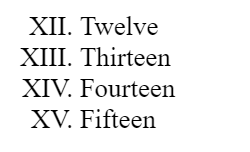 XII. Twelve
XIII. Thirteen
XIV. Fourteen
XV. Fifteen